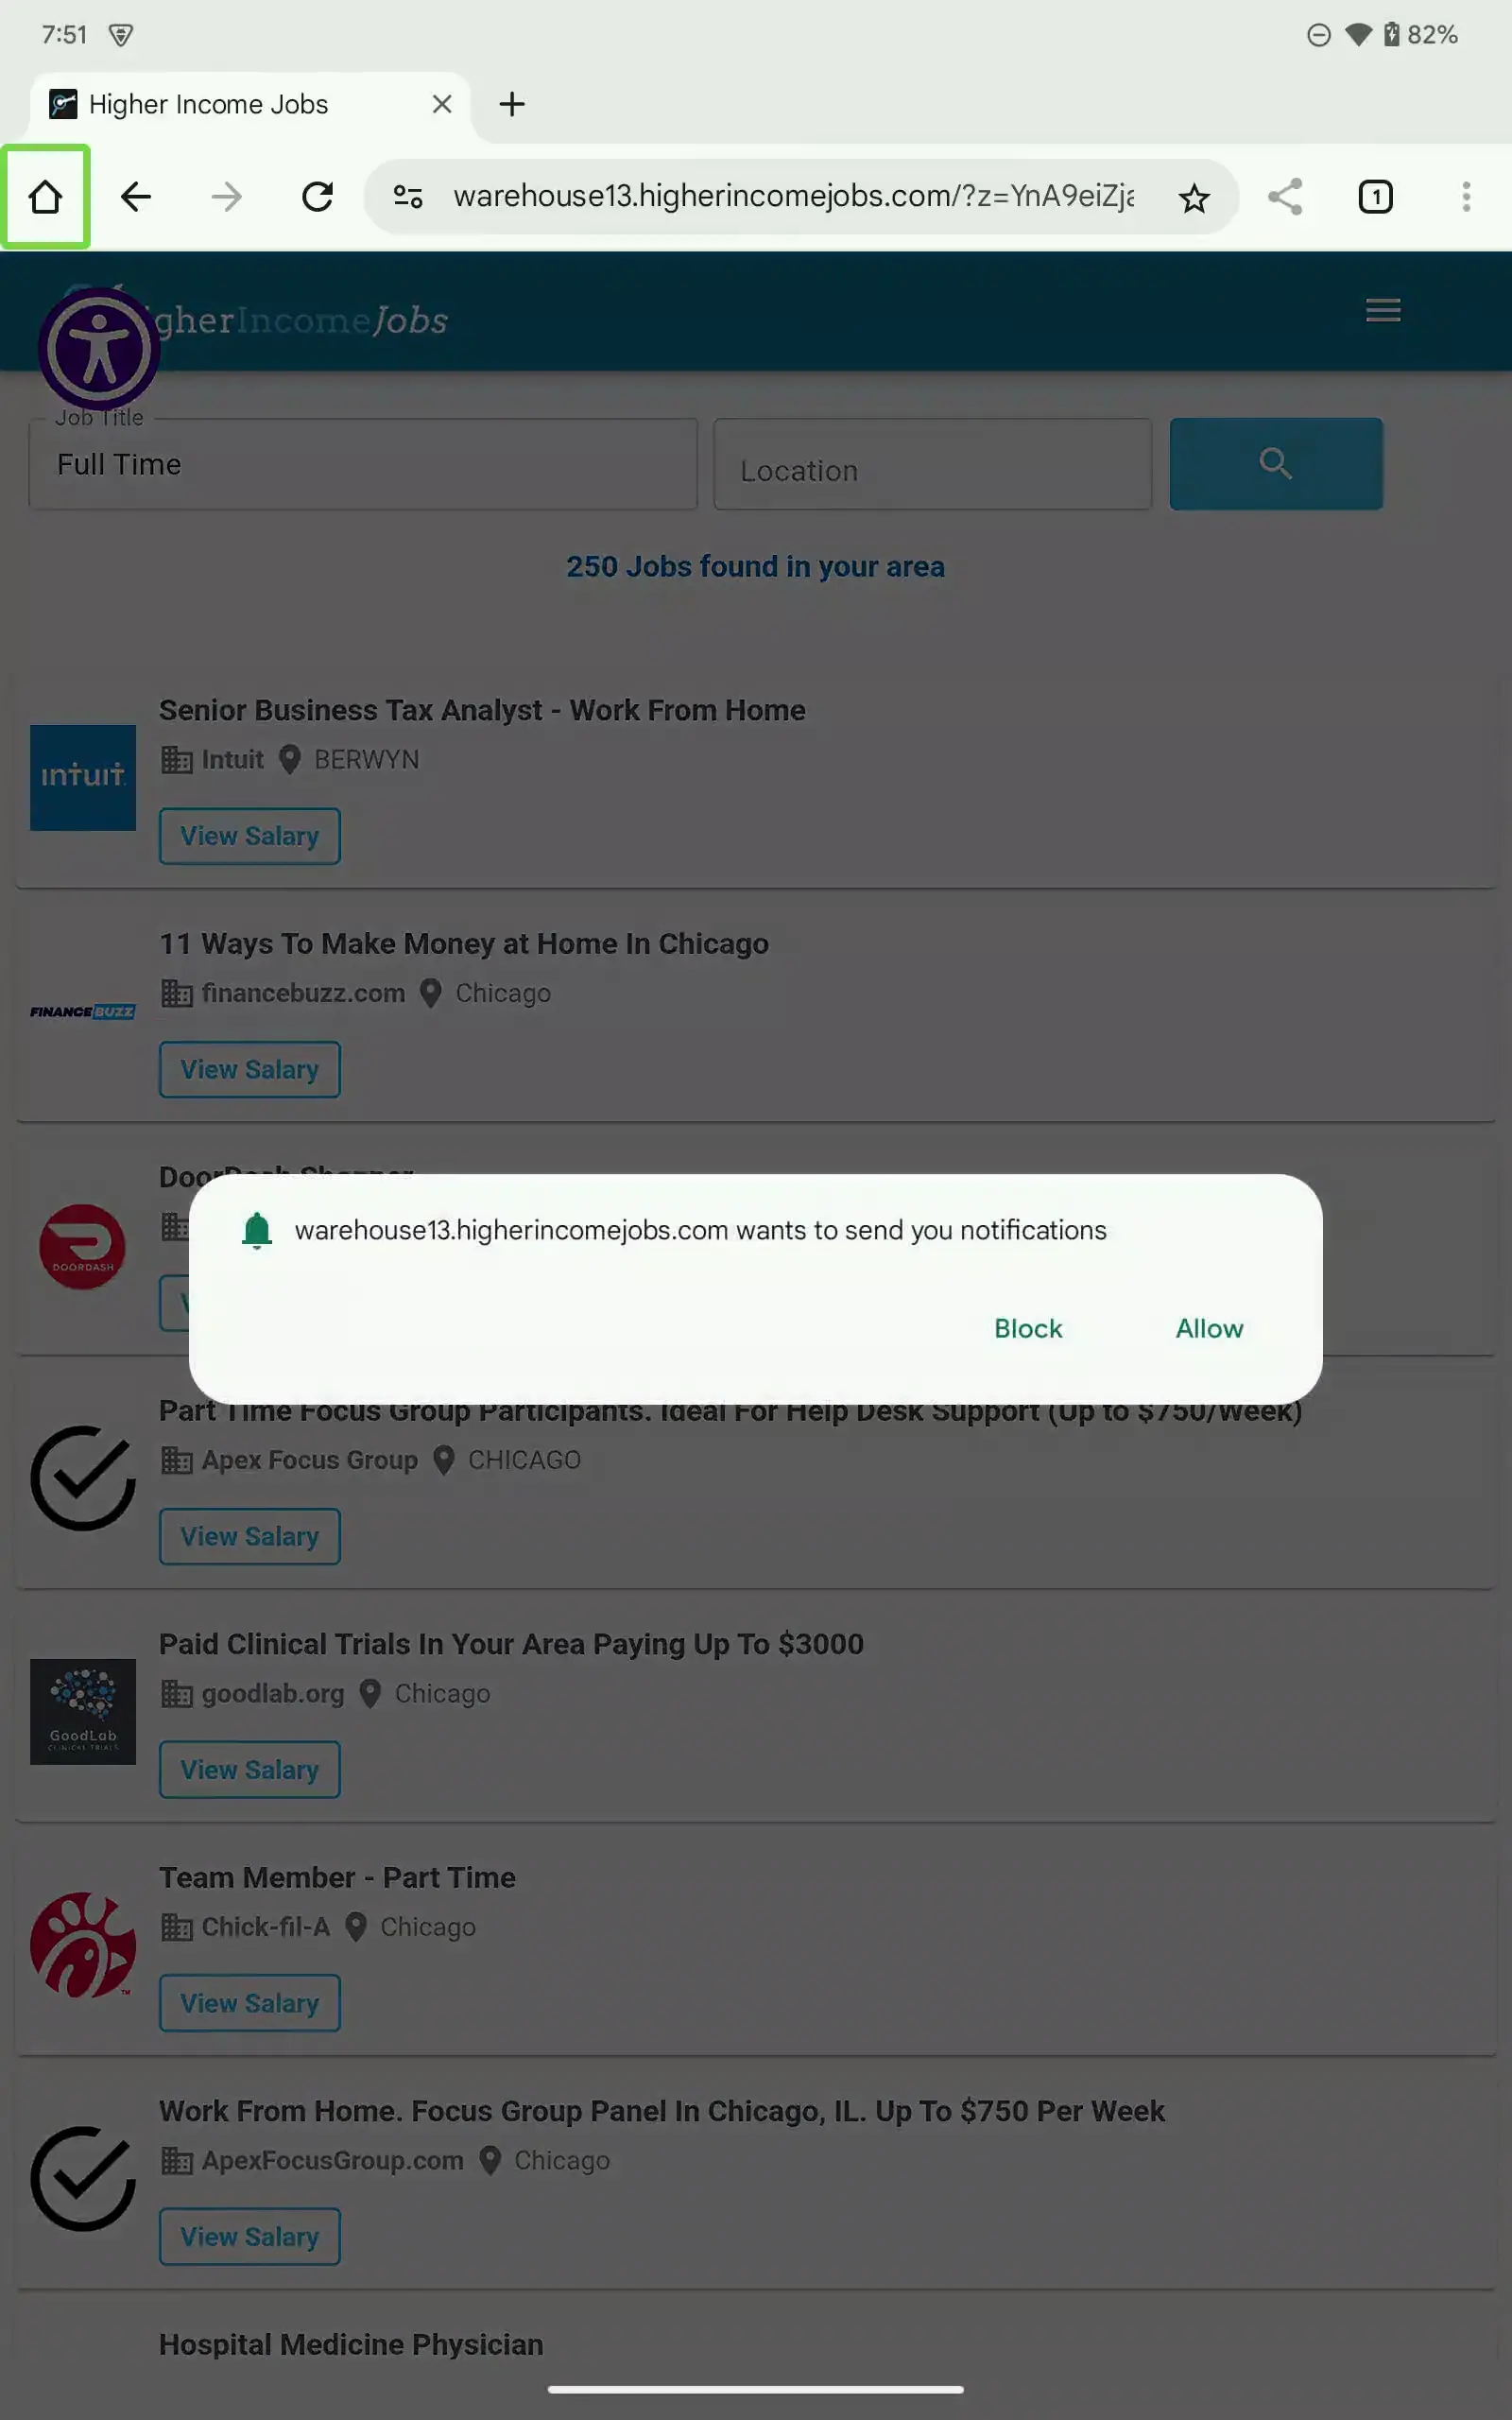 7:51
82%
Higher Income Jobs
warehouse13.higherincomejobs.com/?z=YnA9eiZj
1
gherIncomeJobs
Job Title
Full Time
Location
250 Jobs found in your area
Senior Business Tax Analyst - Work From Home
intuit
Intuit BERWYN
View Salary
11 Ways To Make Money at Home In Chicago
FINANCEBUZZ
financebuzz.com Chicago
View Salary
DoorDash Shopper
DOORDASH
warehouse13.higherincomejobs.com wants to send you notifications
Block Allow
Part Time Focus Group Participants. Ideal For Help Desk Support (Up to $750/Week)
Apex Focus Group CHICAGO
View Salary
Paid Clinical Trials In Your Area Paying Up To $3000
goodlab.org Chicago
GoodLab
CLINICAL TRIALS
View Salary
Team Member - Part Time
Chick-fil-A Chicago
TM
View Salary
Work From Home. Focus Group Panel In Chicago, IL. Up To $750 Per Week
ApexFocusGroup.com Chicago
View Salary
Hospital Medicine Physician